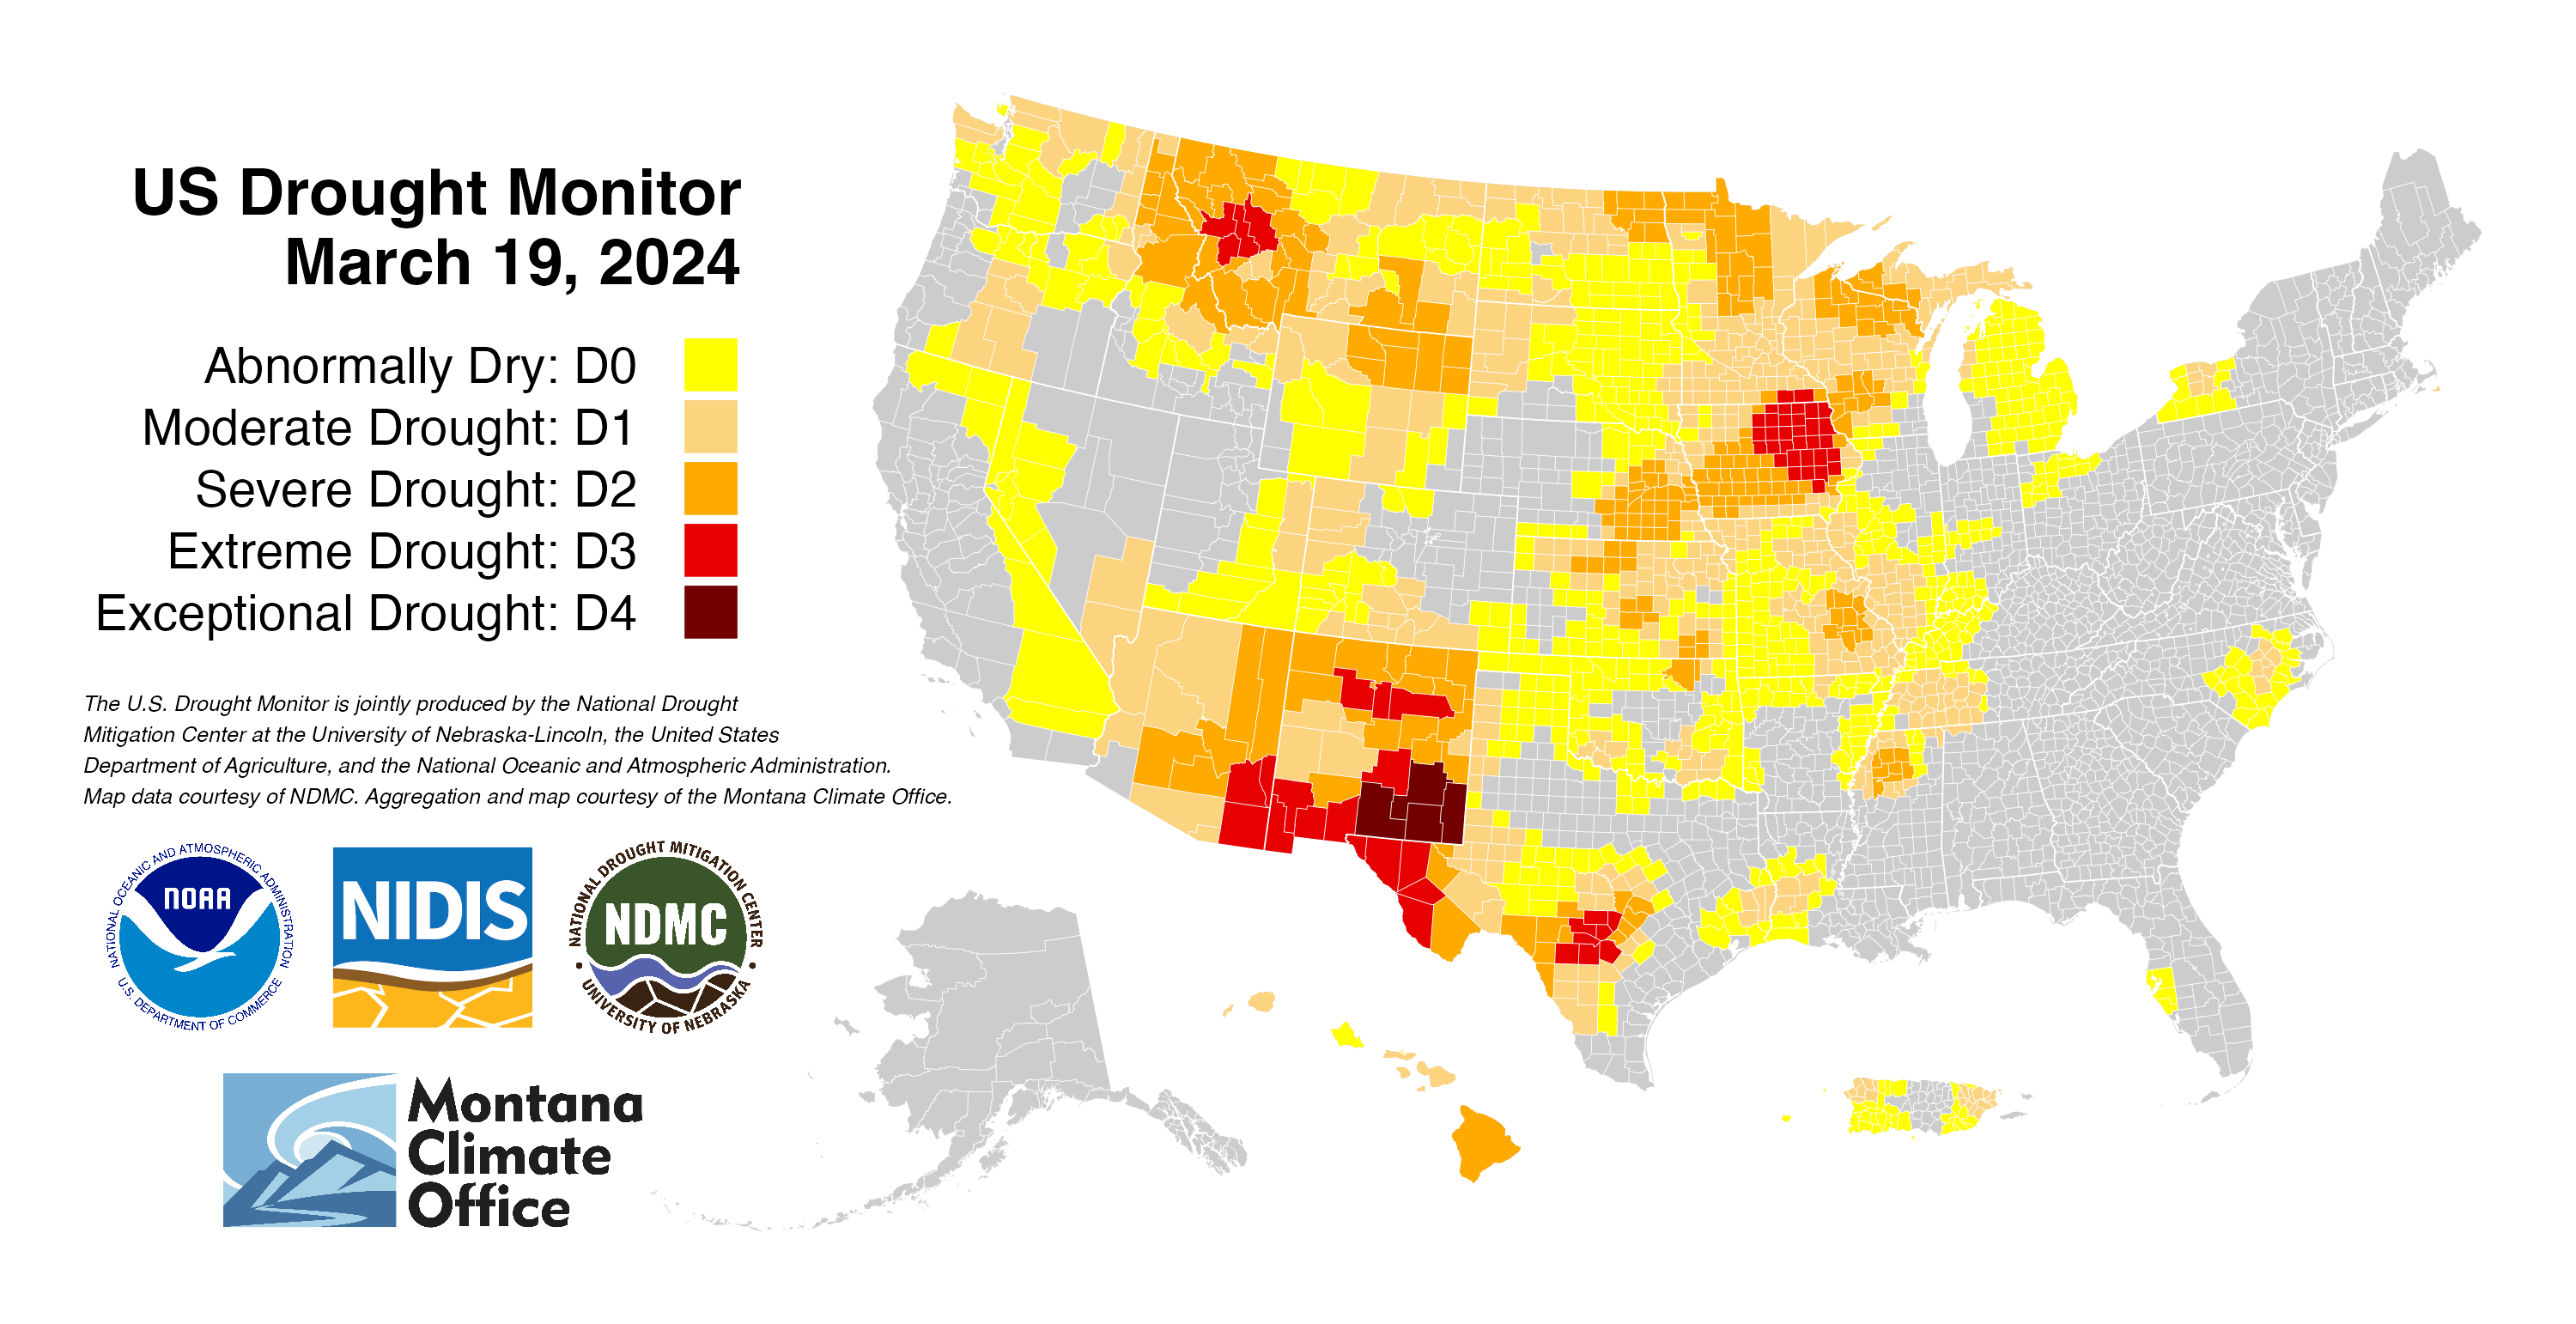 US Drought Monitor
March 19, 2024
Abnormally Dry: D0
Moderate Drought: D1
Severe Drought: D2
Extreme Drought: D3
Exceptional Drought: D4
The U.S. Drought Monitor is jointly produced by the National Drought
Mitigation Center at the University of Nebraska-Lincoln, the United States
Department of Agriculture, and the National Oceanic and Atmospheric Administration.
Map data courtesy of NDMC. Aggregation and map courtesy of the Montana Climate Office.
NATIONAL OCEANIC AND ATMOSPHERIC ADMINISTRATION
NOAA
U.S. DEPARTMENT OF COMMERCE
NIDIS
NATIONAL DROUGHT MITIGATION CENTER
NDMC
UNIVERSITY OF NEBRASKA
Montana
Climate
Office